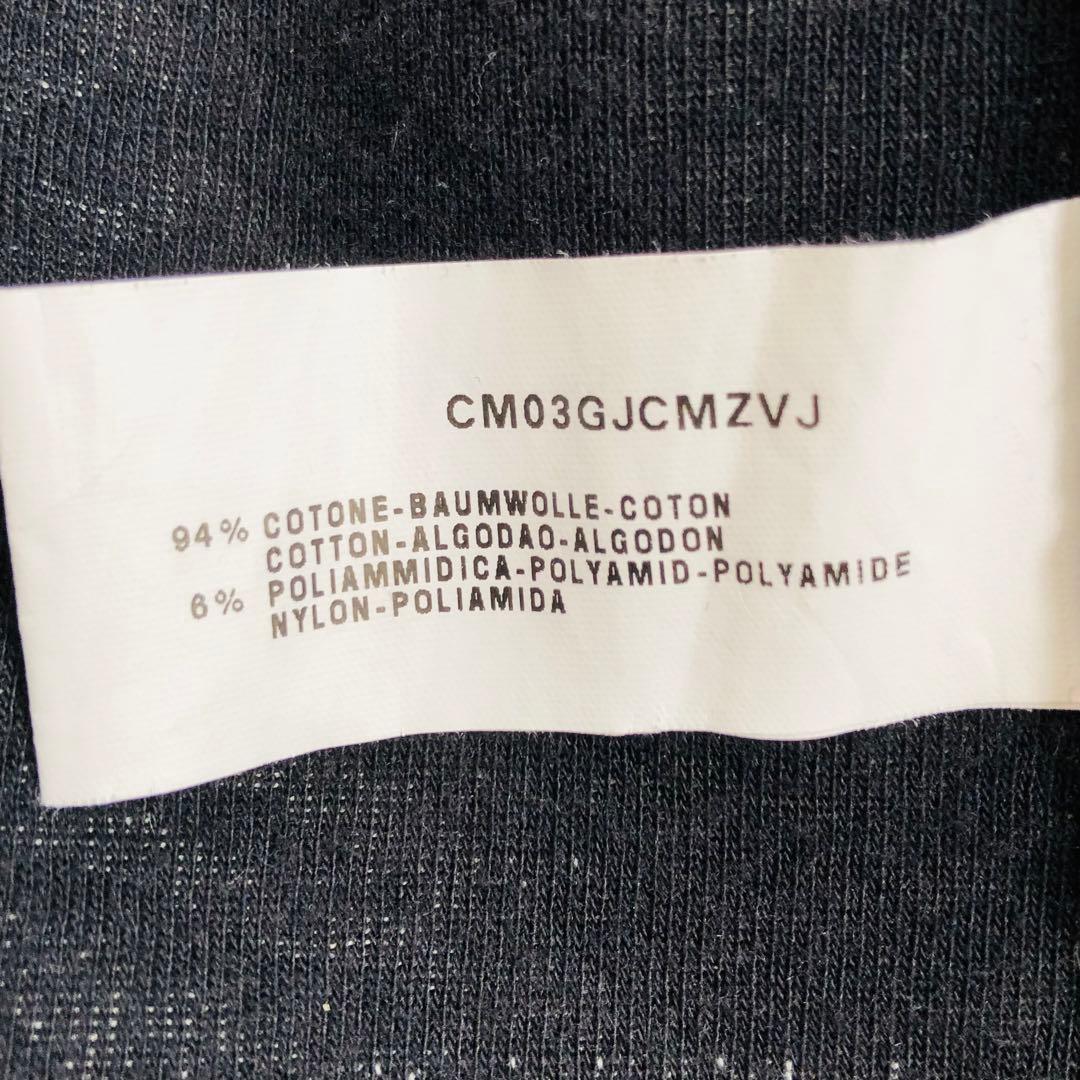 CM03GJCMZVJ
94% COTONE-BAUMWOLLE-COTON
COTTON-ALGODAO-ALGODON
6% POLIAMMIDICA-POLYAMID-POLYAMIDE
NYLON-POLIAMIDA